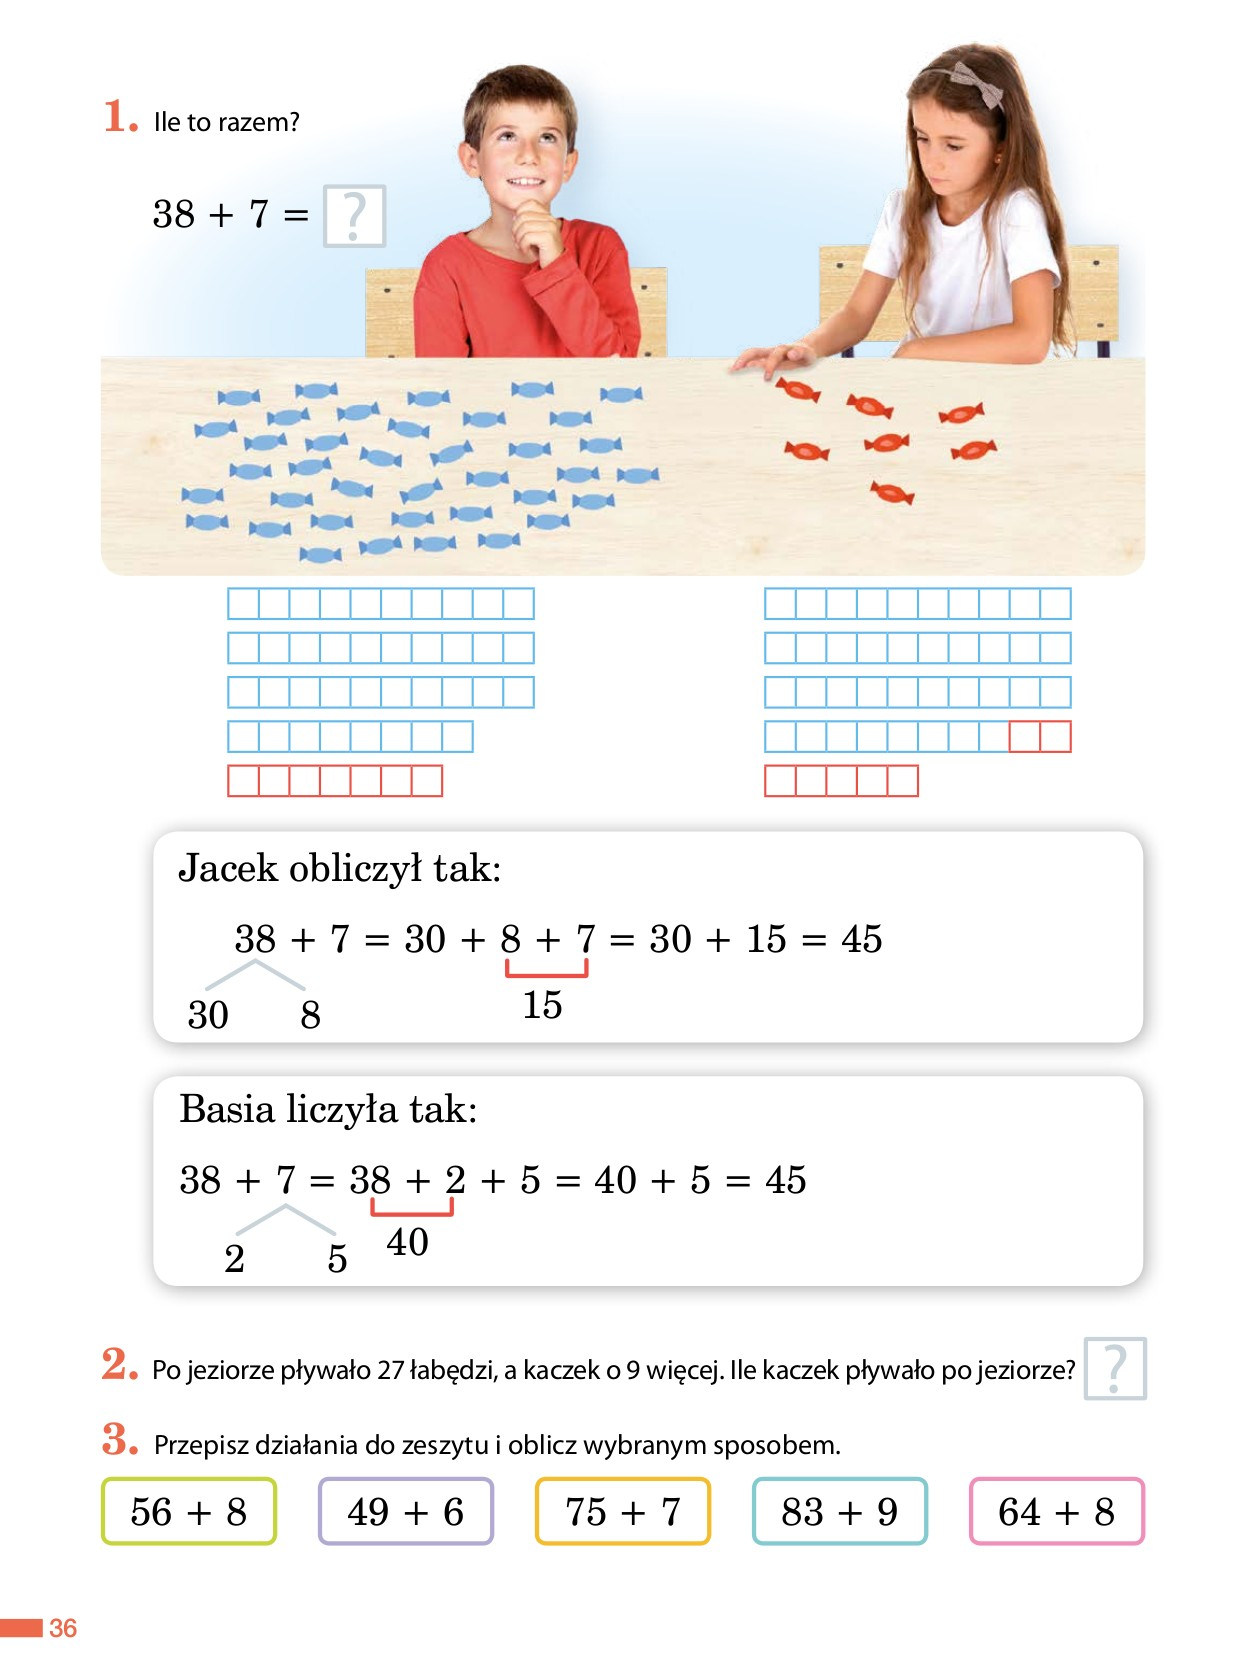 1. Ile to razem?
38 + 7 = ?
Jacek obliczył tak:
38 + 7 = 30 + 8 + 7 = 30 + 15 = 45
30 8 15
Basia liczyła tak:
38 + 7 = 38 + 2 + 5 = 40 + 5 = 45
2 5 40
2. Po jeziorze pływało 27 łabędzi, a kaczek o 9 więcej. Ile kaczek pływało po jeziorze? ?
3. Przepisz działania do zeszytu i oblicz wybranym sposobem.
56 + 8 49 + 6 75 + 7 83 + 9 64 + 8
36